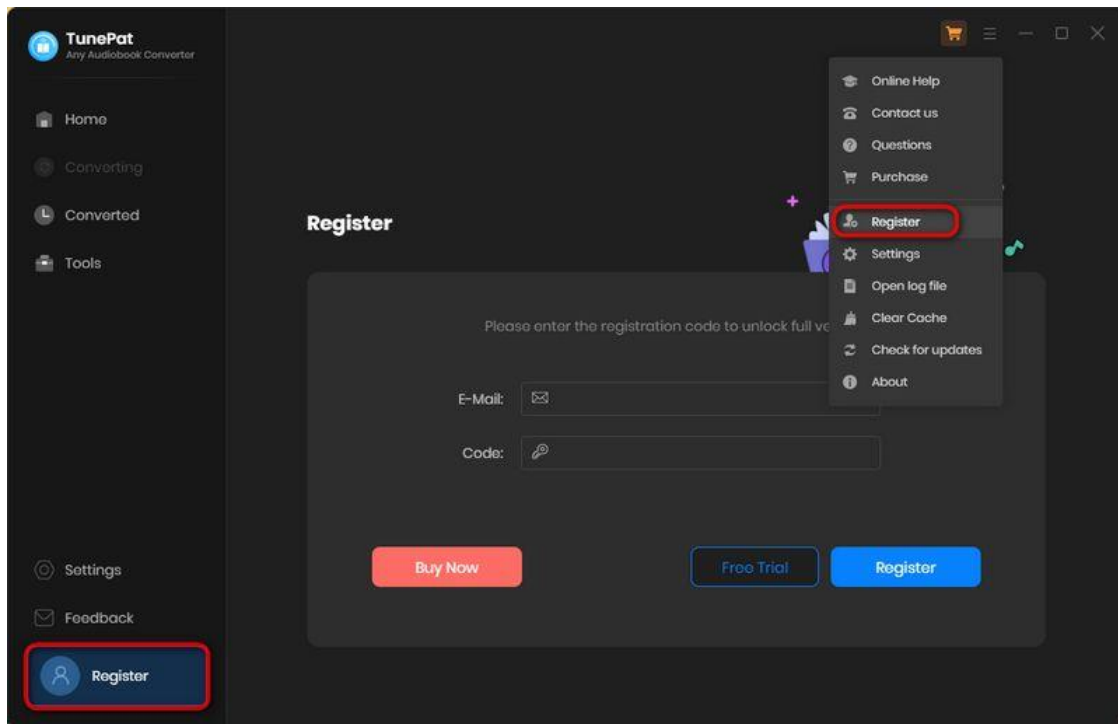 TunePat
Any Audiobook Converter
Home
Converting
Converted
Tools
Settings
Feedback
Register
Online Help
Contact us
Questions
Purchase
Register
Settings
Open log file
Clear Cache
Check for updates
About
Register
Please enter the registration code to unlock full ve
E-Mail:
Code:
Buy Now
Free Trial
Register